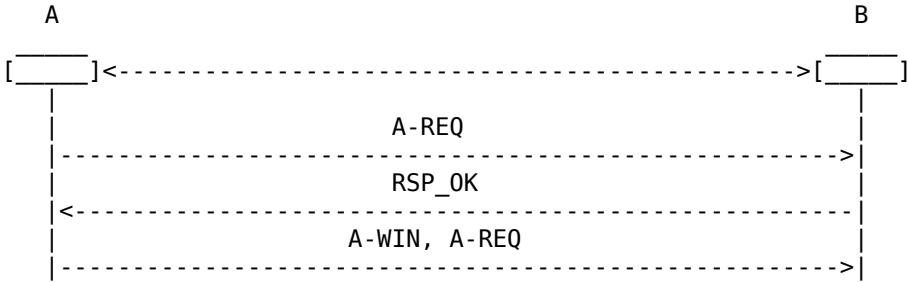 A B
A-REQ
RSP_OK
A-WIN, A-REQ